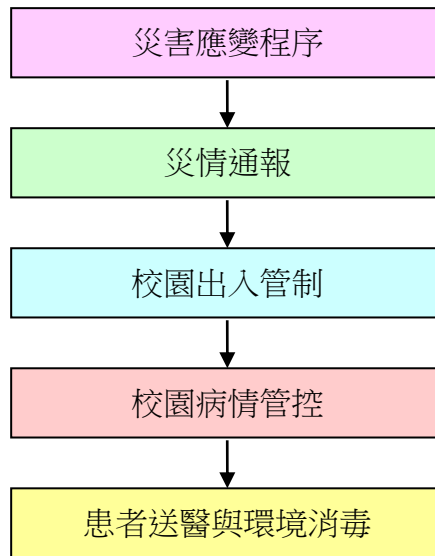 災害應變程序
災情通報
校園出入管制
校園病情管控
患者送醫與環境消毒